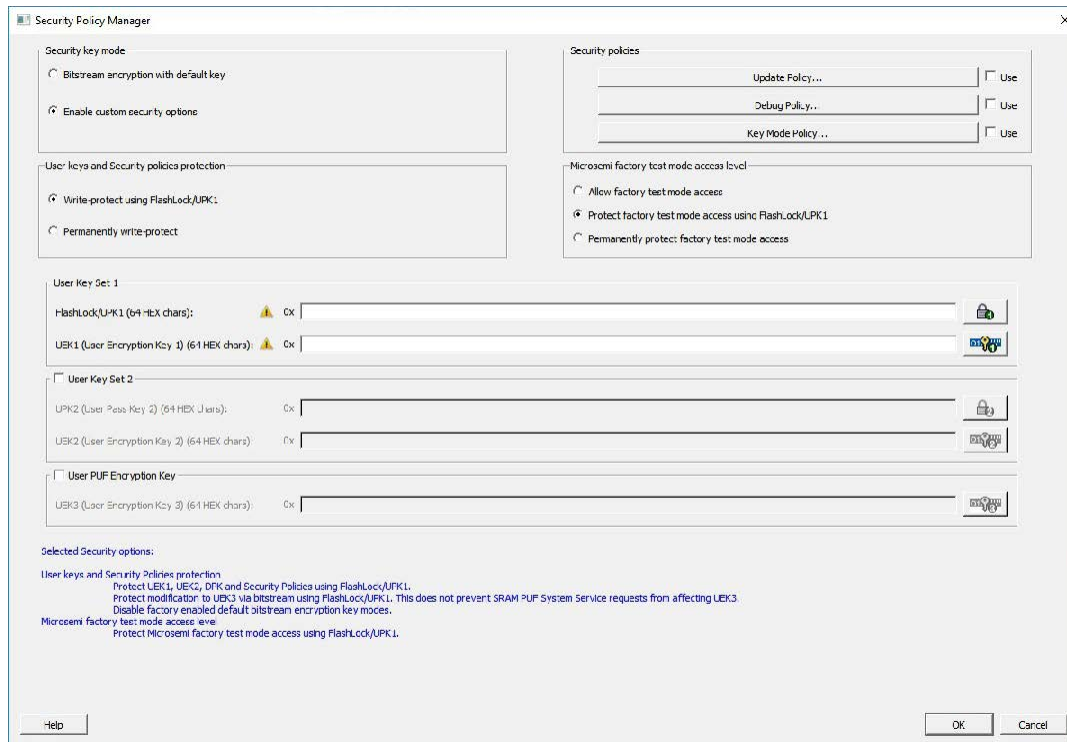 Security Policy Manager
Security key mode
Bitstream encryption with default key
Enable custom security options
Security policies
Update Policy...
Use
Debug Policy...
Use
Key Mode Policy...
Use
User keys and Security policies protection
Write-protect using FlashLock/UPK1
Permanently write-protect
Microsemi factory test mode access level
Allow factory test mode access
Protect factory test mode access using FlashLock/UPK1
Permanently protect factory test mode access
User Key Set 1
FlashLock/UPK1 (64 HEX chars): 0x
UEK1 (User Encryption Key 1) (64 HEX chars): 0x
User Key Set 2
UPK2 (User Pass Key 2) (64 HEX chars): 0x
UEK2 (User Encryption Key 2) (64 HEX chars) 0x
User PUF Encryption Key
UEK3 (User Encryption Key 3) (64 HEX chars): 0x
Selected Security options:
User keys and Security Policies protection
Protect UEK1, UEK2, DPK and Security Policies using FlashLock/UPK1.
Protect modification to UEK3 via bitstream using FlashLock/UPK1. This does not prevent SRAM PUF System Service requests from affecting UEK3.
Disable factory enabled default bitstream encryption key modes.
Microsemi factory test mode access level
Protect Microsemi factory test mode access using FlashLock/UPK1.
Help
OK
Cancel